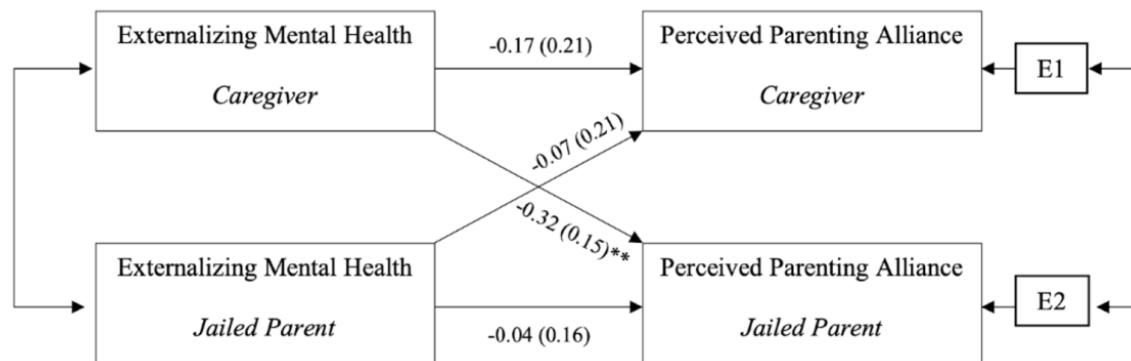 Externalizing Mental Health
Caregiver
-0.17 (0.21)
Perceived Parenting Alliance
Caregiver
E1
-0.07 (0.21)
-0.32 (0.15)**
Externalizing Mental Health
Jailed Parent
-0.04 (0.16)
Perceived Parenting Alliance
Jailed Parent
E2